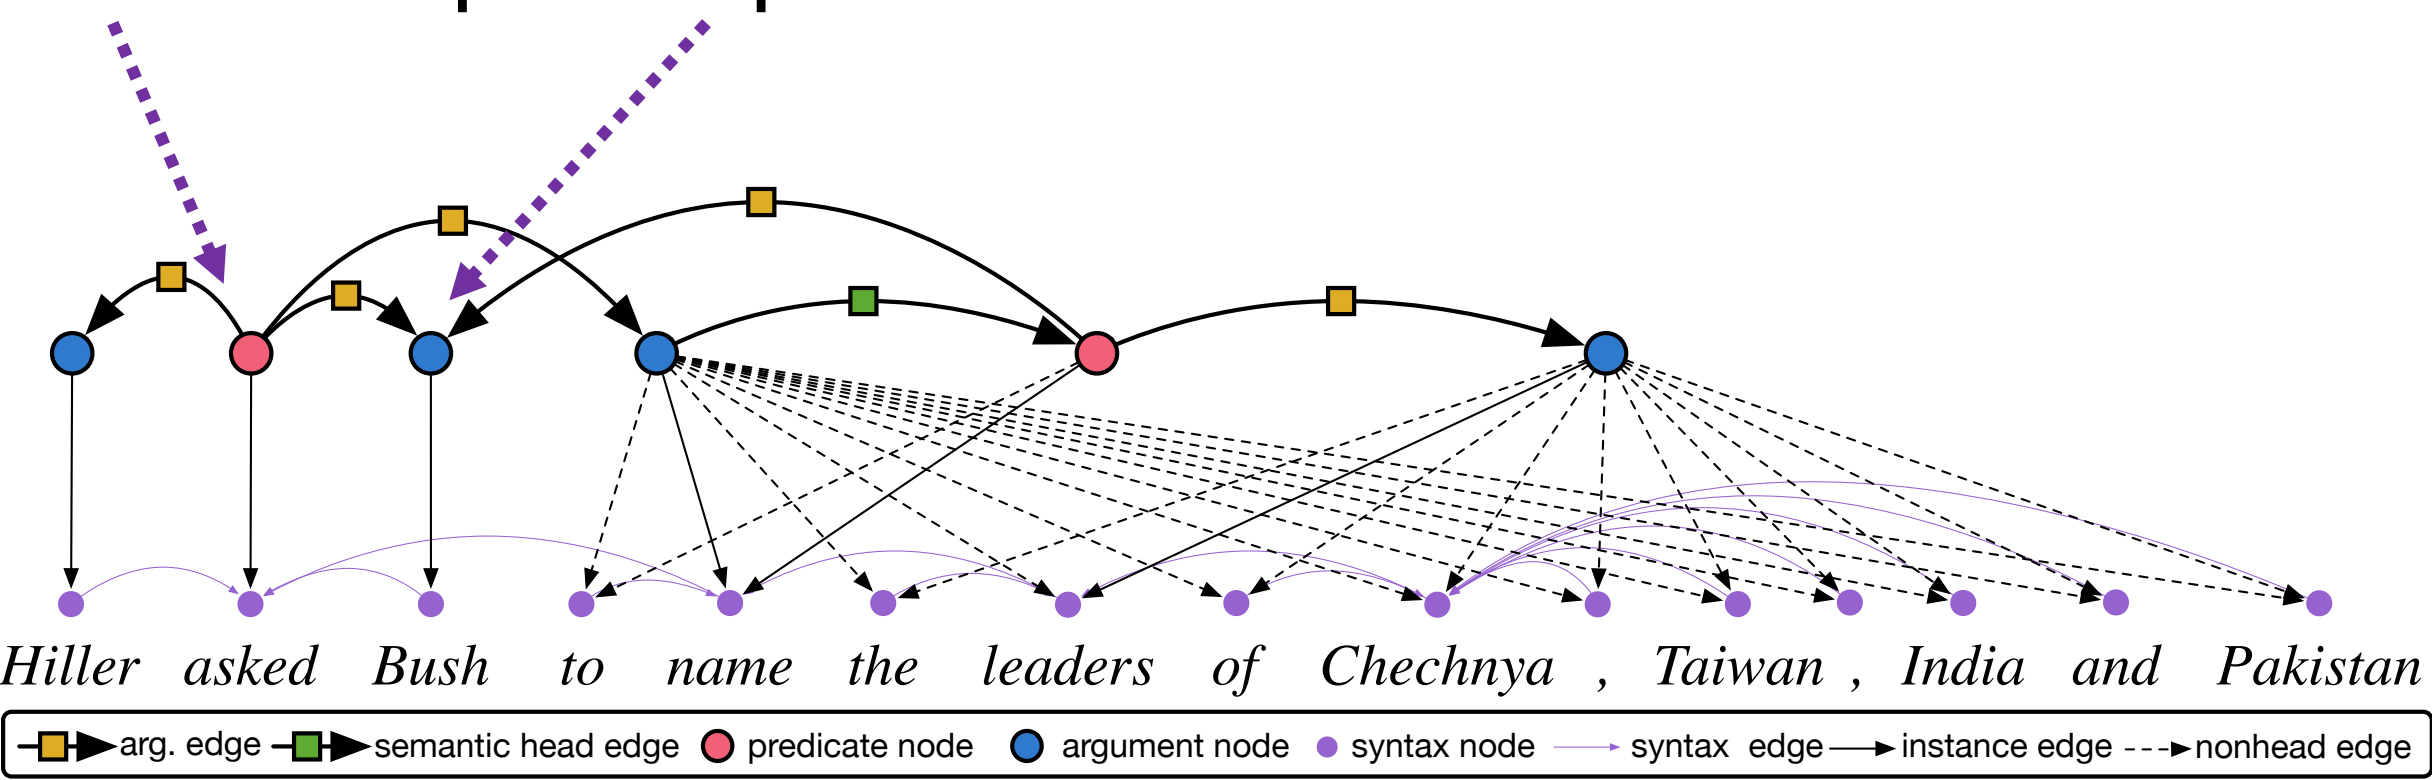 Hiller asked Bush to name the leaders of Chechnya , Taiwan , India and Pakistan
arg. edge semantic head edge predicate node argument node syntax node syntax edge instance edge nonhead edge